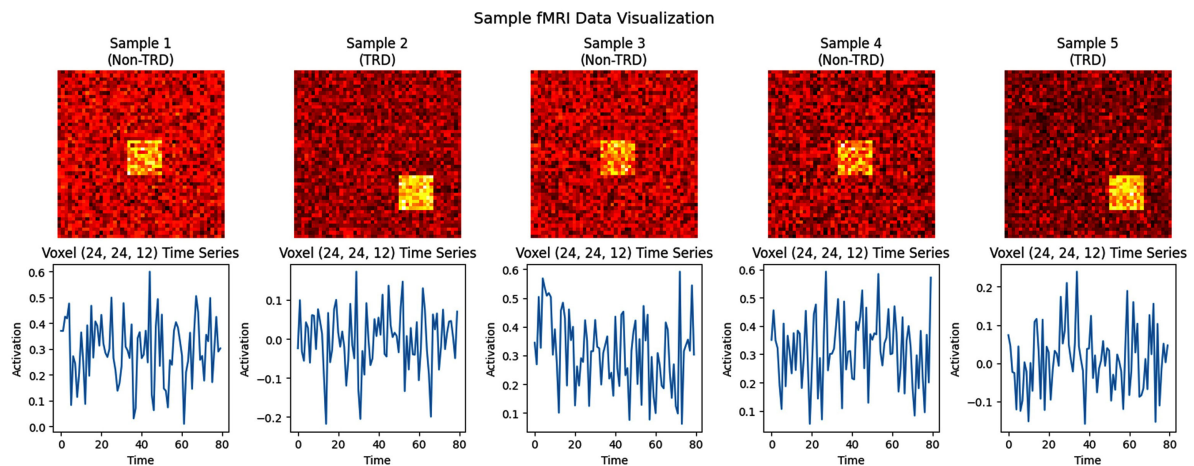 Sample fMRI Data Visualization
Sample 1
(Non-TRD)
Sample 2
(TRD)
Sample 3
(Non-TRD)
Sample 4
(Non-TRD)
Sample 5
(TRD)
Voxel (24, 24, 12) Time Series
0.6
0.5
0.4
0.3
0.2
0.1
0.0
Activation
0
20
40
60
80
Time
Voxel (24, 24, 12) Time Series
0.1
0.0
−0.1
−0.2
Activation
0
20
40
60
80
Time
Voxel (24, 24, 12) Time Series
0.6
0.5
0.4
0.3
0.2
0.1
Activation
0
20
40
60
80
Time
Voxel (24, 24, 12) Time Series
0.6
0.5
0.4
0.3
0.2
0.1
Activation
0
20
40
60
80
Time
Voxel (24, 24, 12) Time Series
0.2
0.1
0.0
−0.1
Activation
0
20
40
60
80
Time